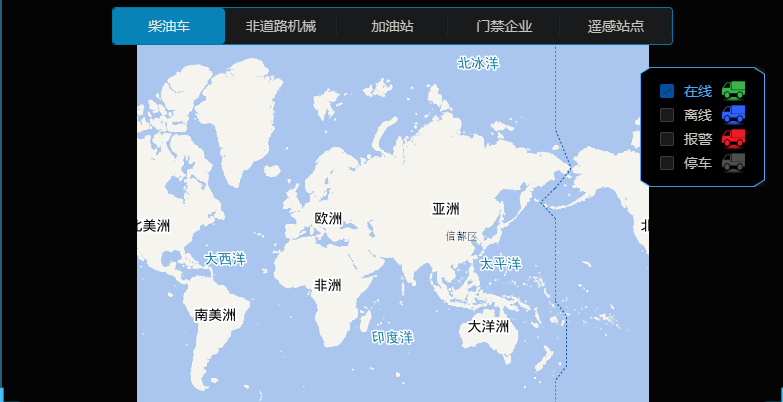 柴油车 非道路机械 加油站 门禁企业 遥感站点
北冰洋
在线
离线
报警
停车
亚洲
欧洲
北美洲
北
信都区
大西洋
太平洋
非洲
南美洲
大洋洲
印度洋